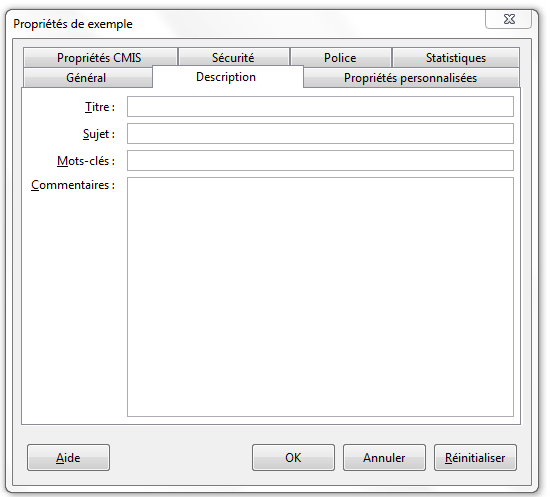 Propriétés de exemple
Propriétés CMIS Sécurité Police Statistiques
Général Description Propriétés personnalisées
Titre :
Sujet :
Mots-clés :
Commentaires :
Aide OK Annuler Réinitialiser